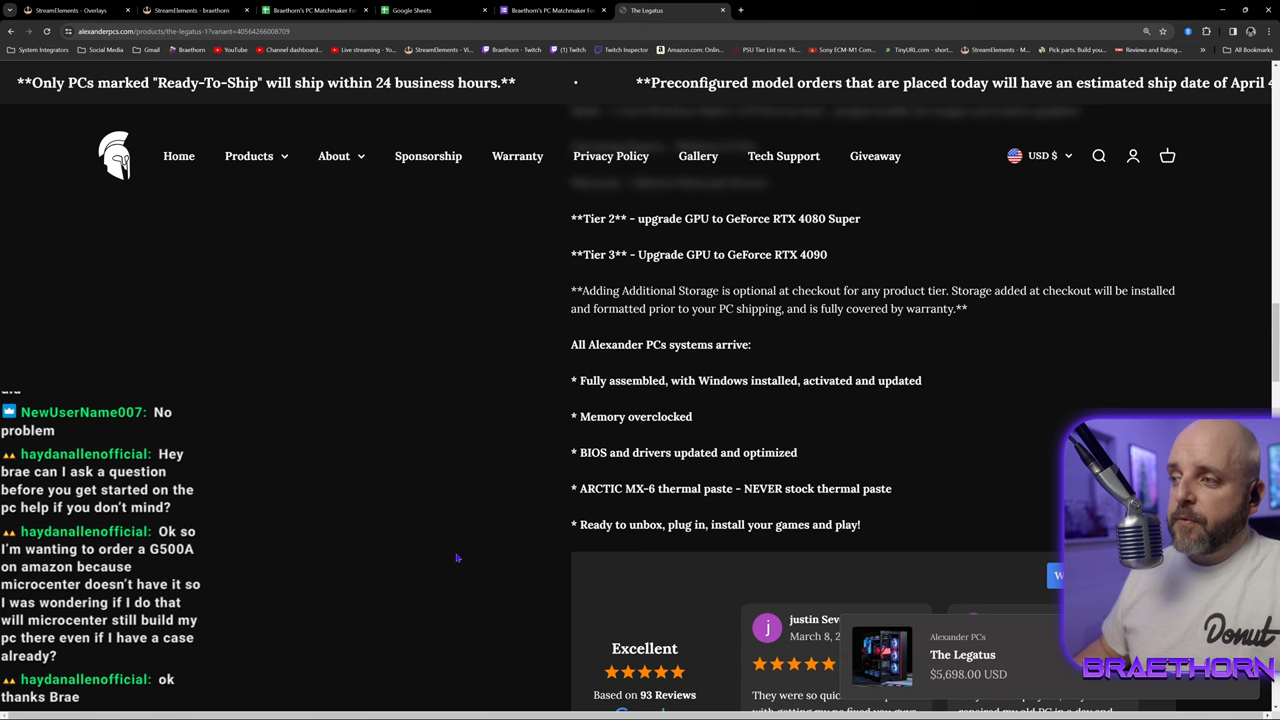 StreamElements - Overlays
StreamElements - braethorn
Braethorn's PC Matchmaker Fo
Google Sheets
Braethorn's PC Matchmaker Fo
The Legatus
alexanderpcs.com/products/the-legatus-1?variant=40564266008709
System Integrators
Social Media
Gmail
Braethorn
YouTube
Channel dashboard...
Live streaming - Yo...
StreamElements - Vi...
Braethorn - Twitch
(1) Twitch
Twitch Inspector
Amazon.com: Onlin...
PSU Tier List rev. 16...
Sony ECM-M1 Com...
TinyURL.com - short...
StreamElements - M...
Pick parts. Build you...
Reviews and Rating...
All Bookmarks
**Only PCs marked "Ready-To-Ship" will ship within 24 business hours.**
•
**Preconfigured model orders that are placed today will have an estimated ship date of April 4
Home
Products
About
Sponsorship
Warranty
Privacy Policy
Gallery
Tech Support
Giveaway
USD $
**Tier 2** - upgrade GPU to GeForce RTX 4080 Super
**Tier 3** - Upgrade GPU to GeForce RTX 4090
**Adding Additional Storage is optional at checkout for any product tier. Storage added at checkout will be installed
and formatted prior to your PC shipping, and is fully covered by warranty.**
All Alexander PCs systems arrive:
* Fully assembled, with Windows installed, activated and updated
* Memory overclocked
* BIOS and drivers updated and optimized
* ARCTIC MX-6 thermal paste - NEVER stock thermal paste
* Ready to unbox, plug in, install your games and play!
NewUserName007: No
problem
haydanallenofficial: Hey
brae can I ask a question
before you get started on the
pc help if you don't mind?
haydanallenofficial: Ok so
I'm wanting to order a G500A
on amazon because
microcenter doesn't have it so
I was wondering if I do that
will microcenter still build my
pc there even if I have a case
already?
haydanallenofficial: ok
thanks Brae
Excellent
Based on 93 Reviews
j
justin Sev
March 8, 2
They were so quic
Alexander PCs
The Legatus
$5,698.00 USD
Donut
BRAETHORN